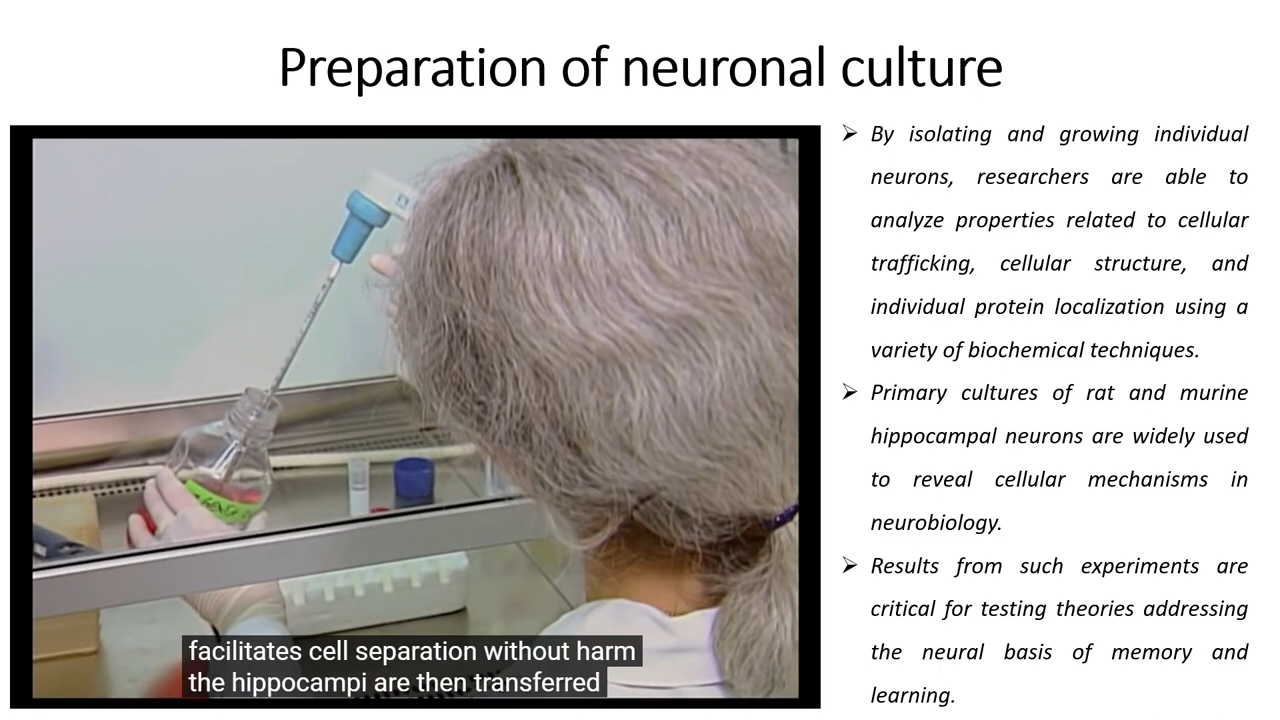 Preparation of neuronal culture
➢ By isolating and growing individual
neurons, researchers are able to
analyze properties related to cellular
trafficking, cellular structure, and
individual protein localization using a
variety of biochemical techniques.
➢ Primary cultures of rat and murine
hippocampal neurons are widely used
to reveal cellular mechanisms in
neurobiology.
➢ Results from such experiments are
critical for testing theories addressing
the neural basis of memory and
learning.
facilitates cell separation without harm
the hippocampi are then transferred